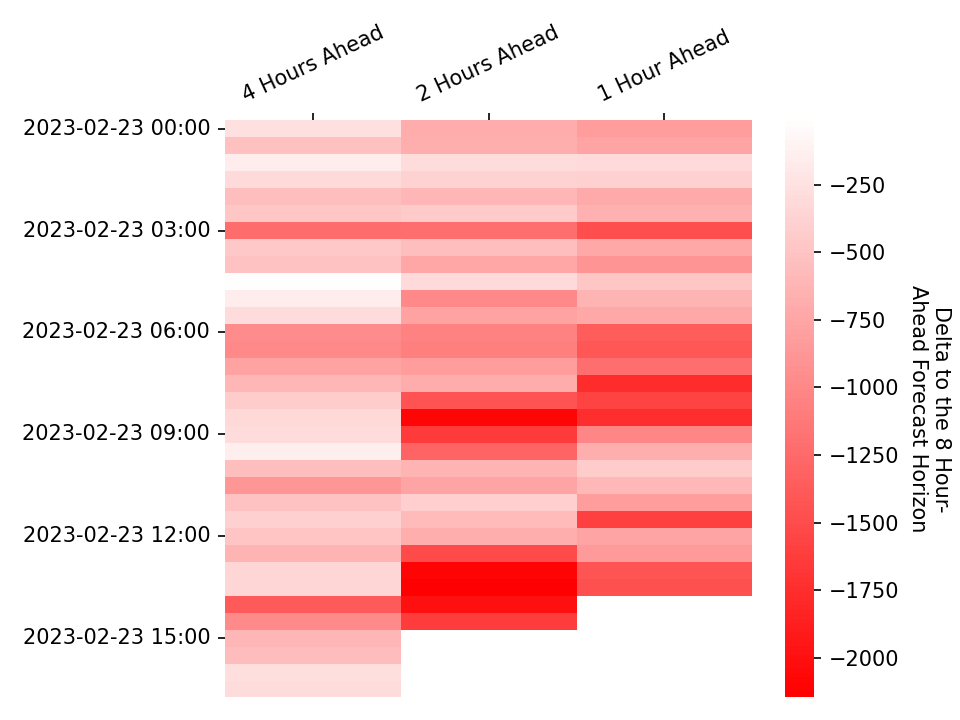 4 Hours Ahead
2 Hours Ahead
1 Hour Ahead
2023-02-23 00:00
2023-02-23 03:00
2023-02-23 06:00
2023-02-23 09:00
2023-02-23 12:00
2023-02-23 15:00
−250
−500
−750
−1000
−1250
−1500
−1750
−2000
Delta to the 8 Hour-
Ahead Forecast Horizon